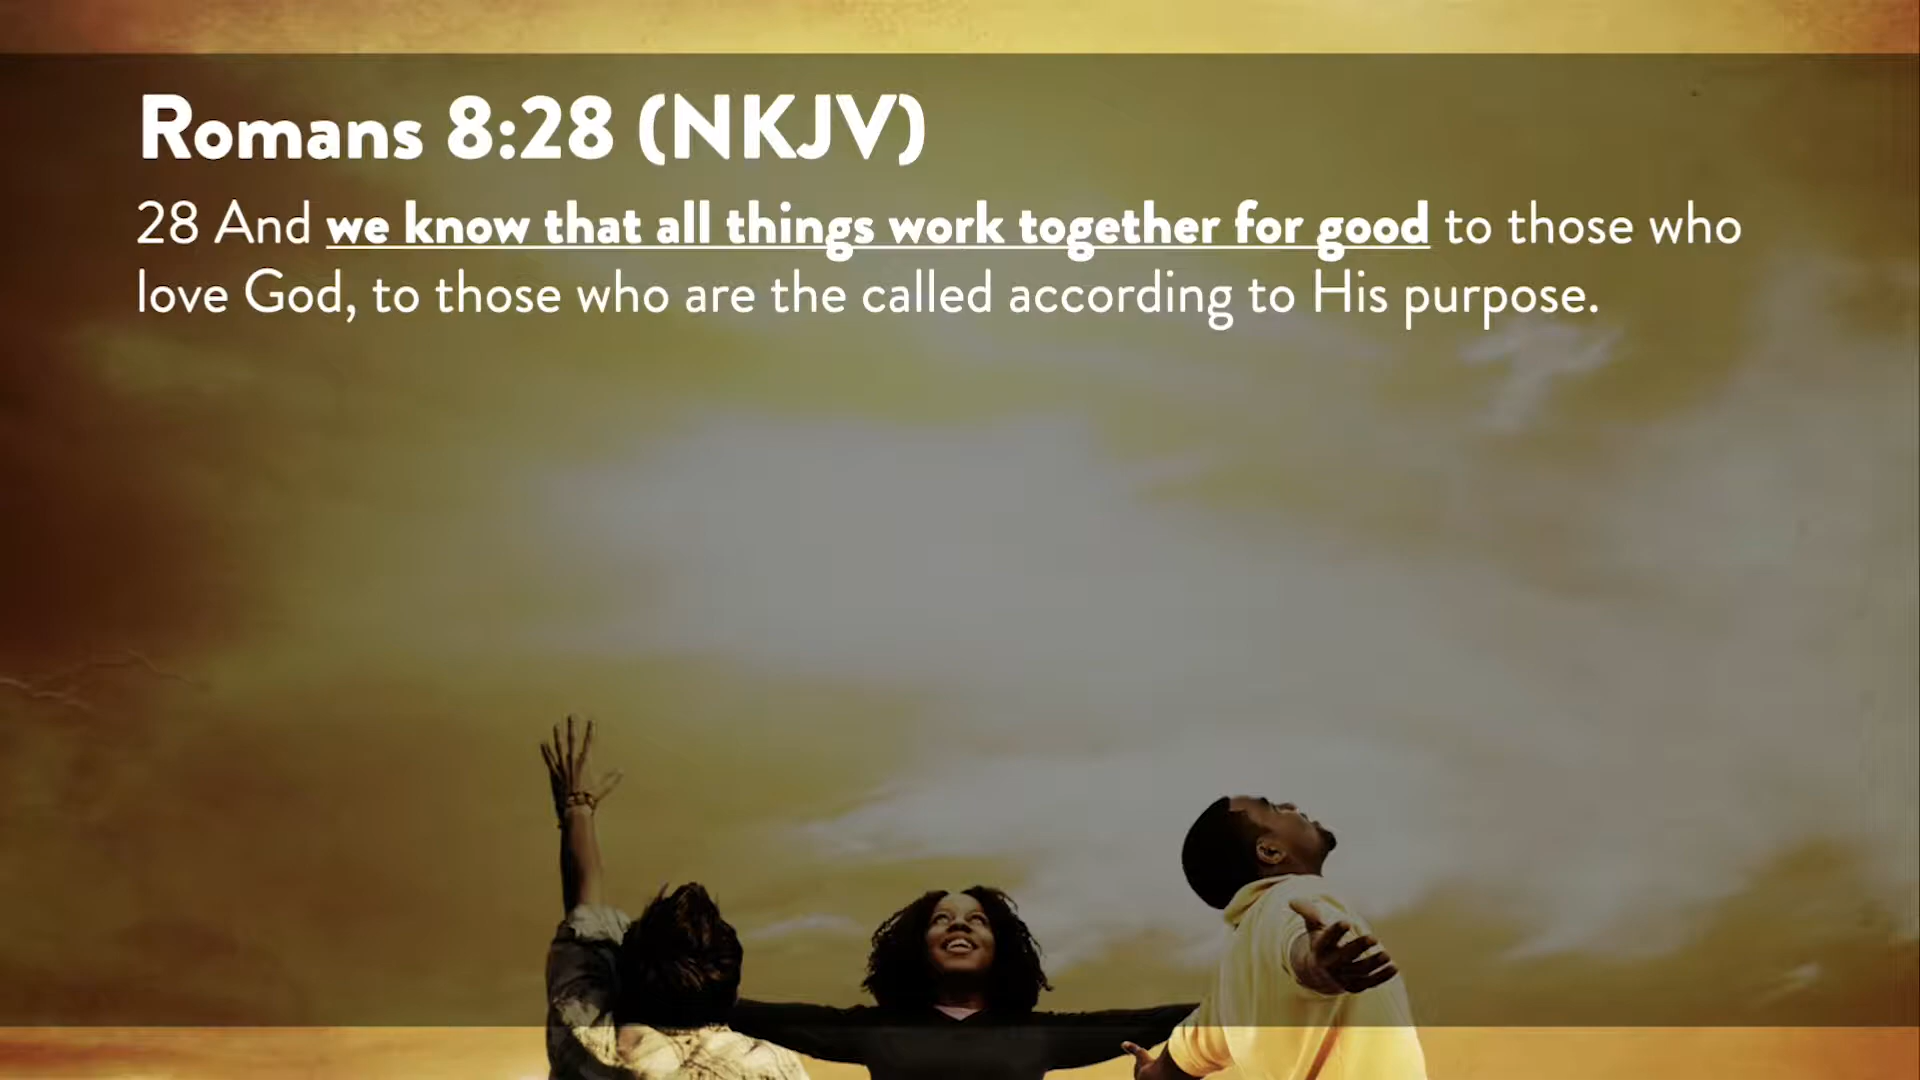 Romans 8:28 (NKJV)
28 And we know that all things work together for good to those who
love God, to those who are the called according to His purpose.